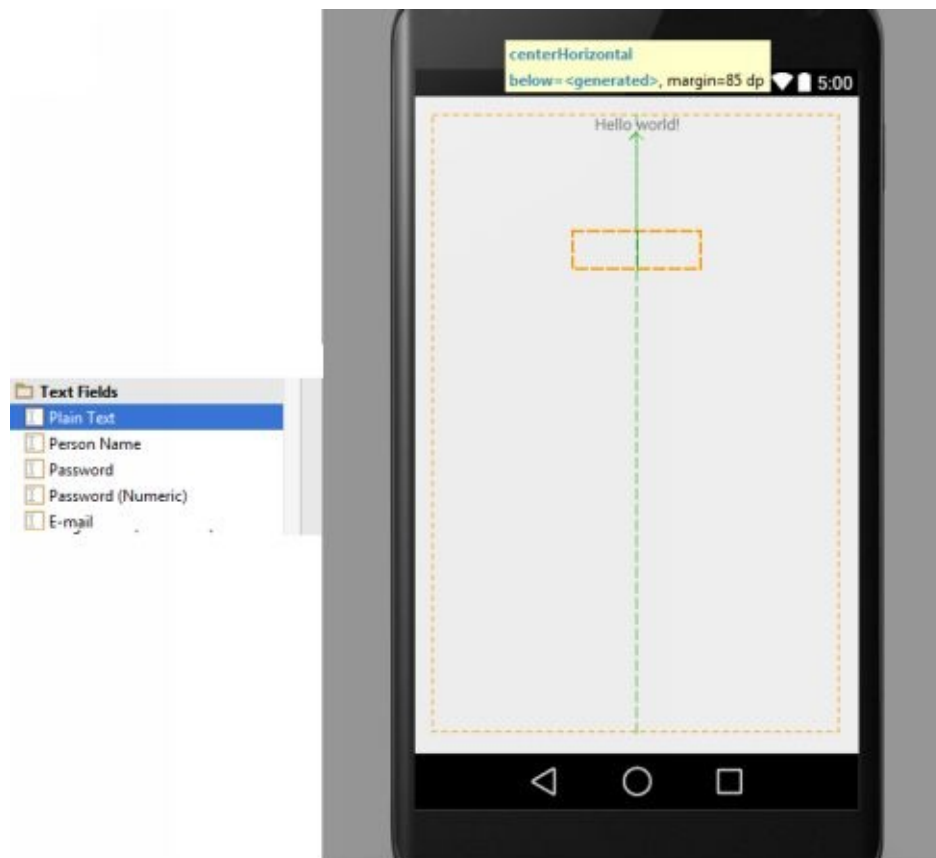 centerHorizontal
below=<generated>, margin=85 dp
5:00
Hello world!
Text Fields
Plain Text
Person Name
Password
Password (Numeric)
E-mail